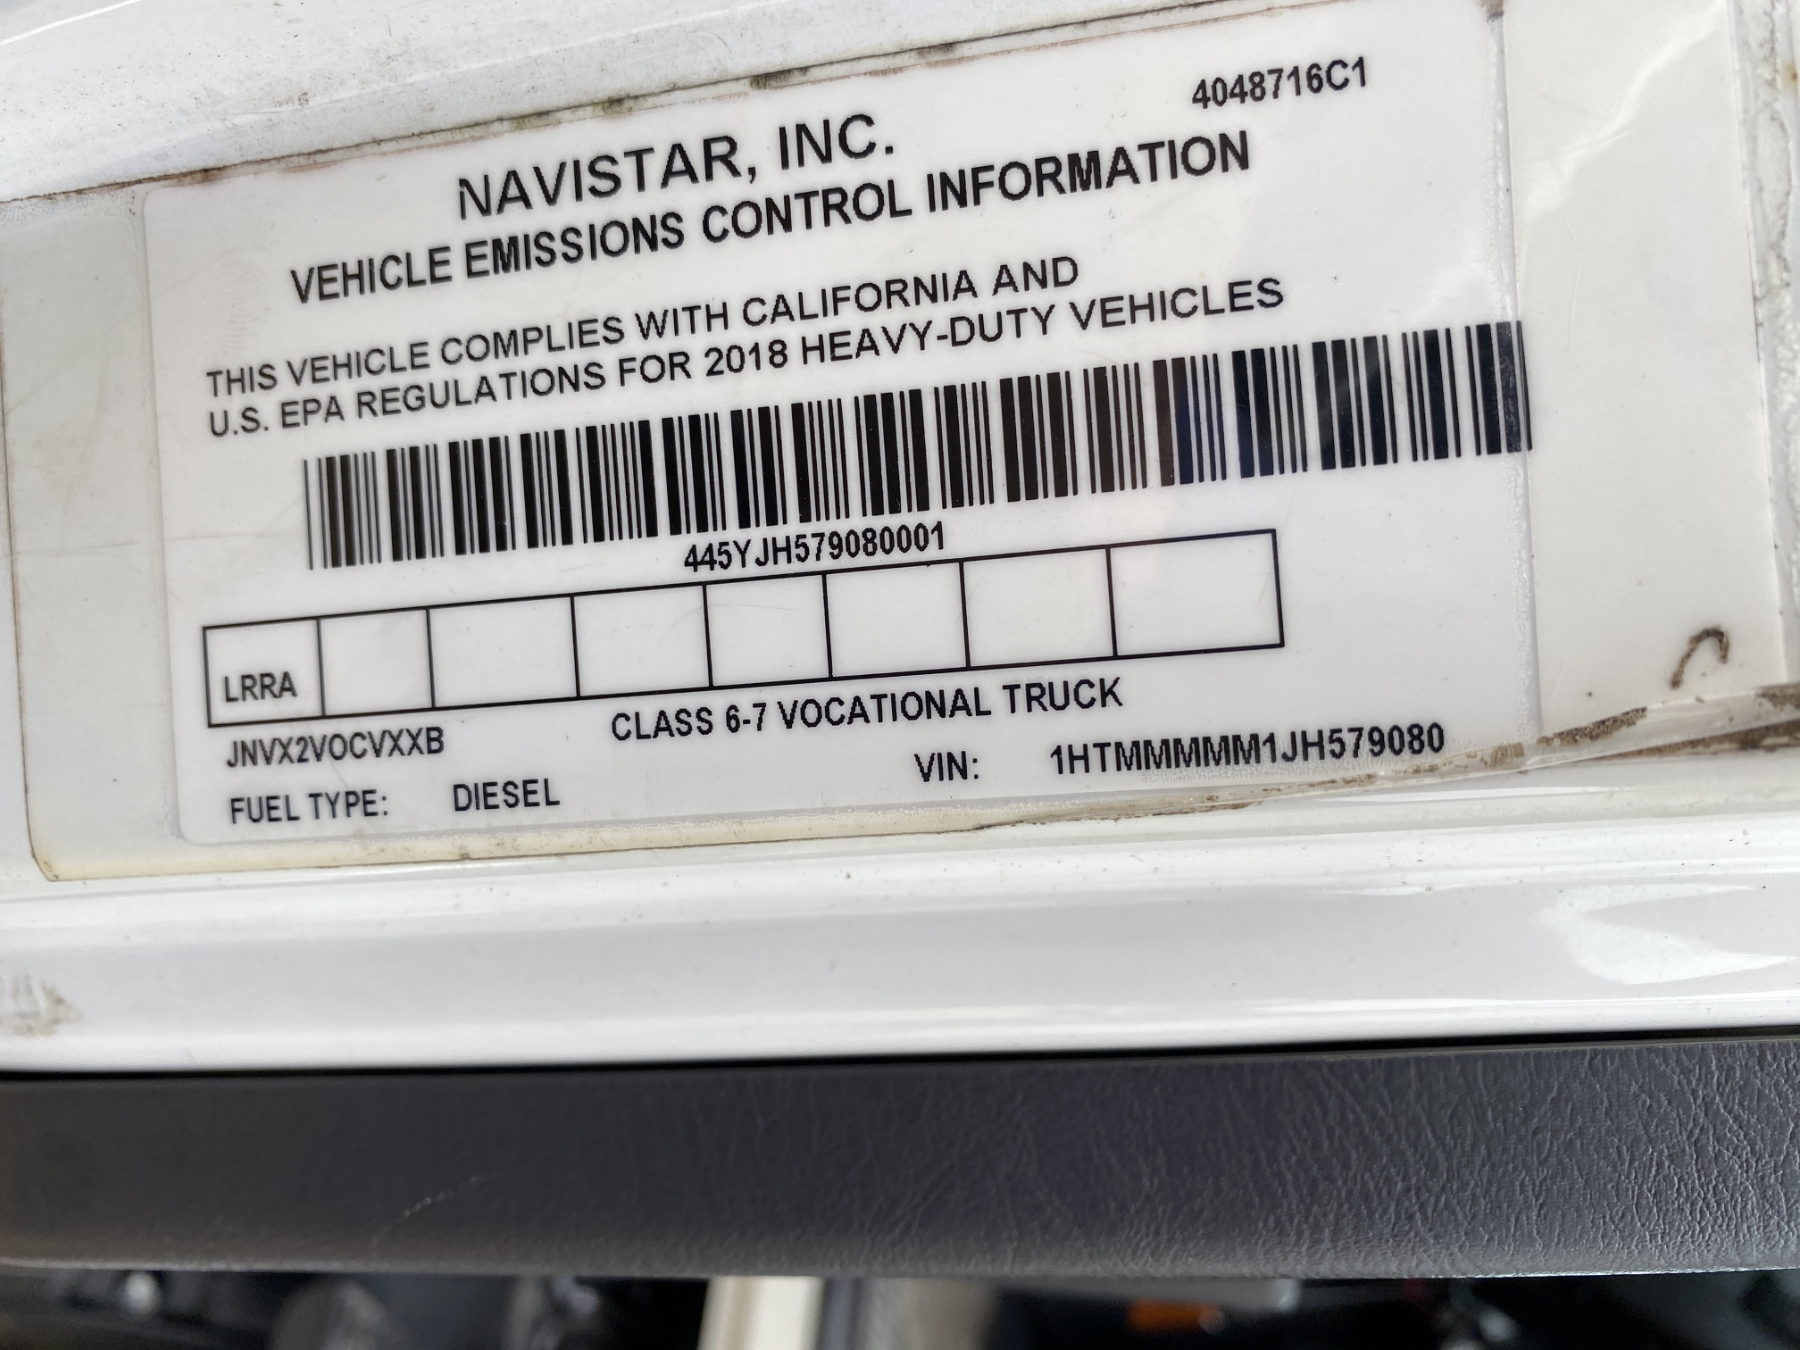 4048716C1
NAVISTAR, INC.
VEHICLE EMISSIONS CONTROL INFORMATION
THIS VEHICLE COMPLIES WITH CALIFORNIA AND
U.S. EPA REGULATIONS FOR 2018 HEAVY-DUTY VEHICLES
445YJH579080001
LRRA
JNVX2VOCVXXB
CLASS 6-7 VOCATIONAL TRUCK
FUEL TYPE: DIESEL
VIN: 1HTMMMMM1JH579080